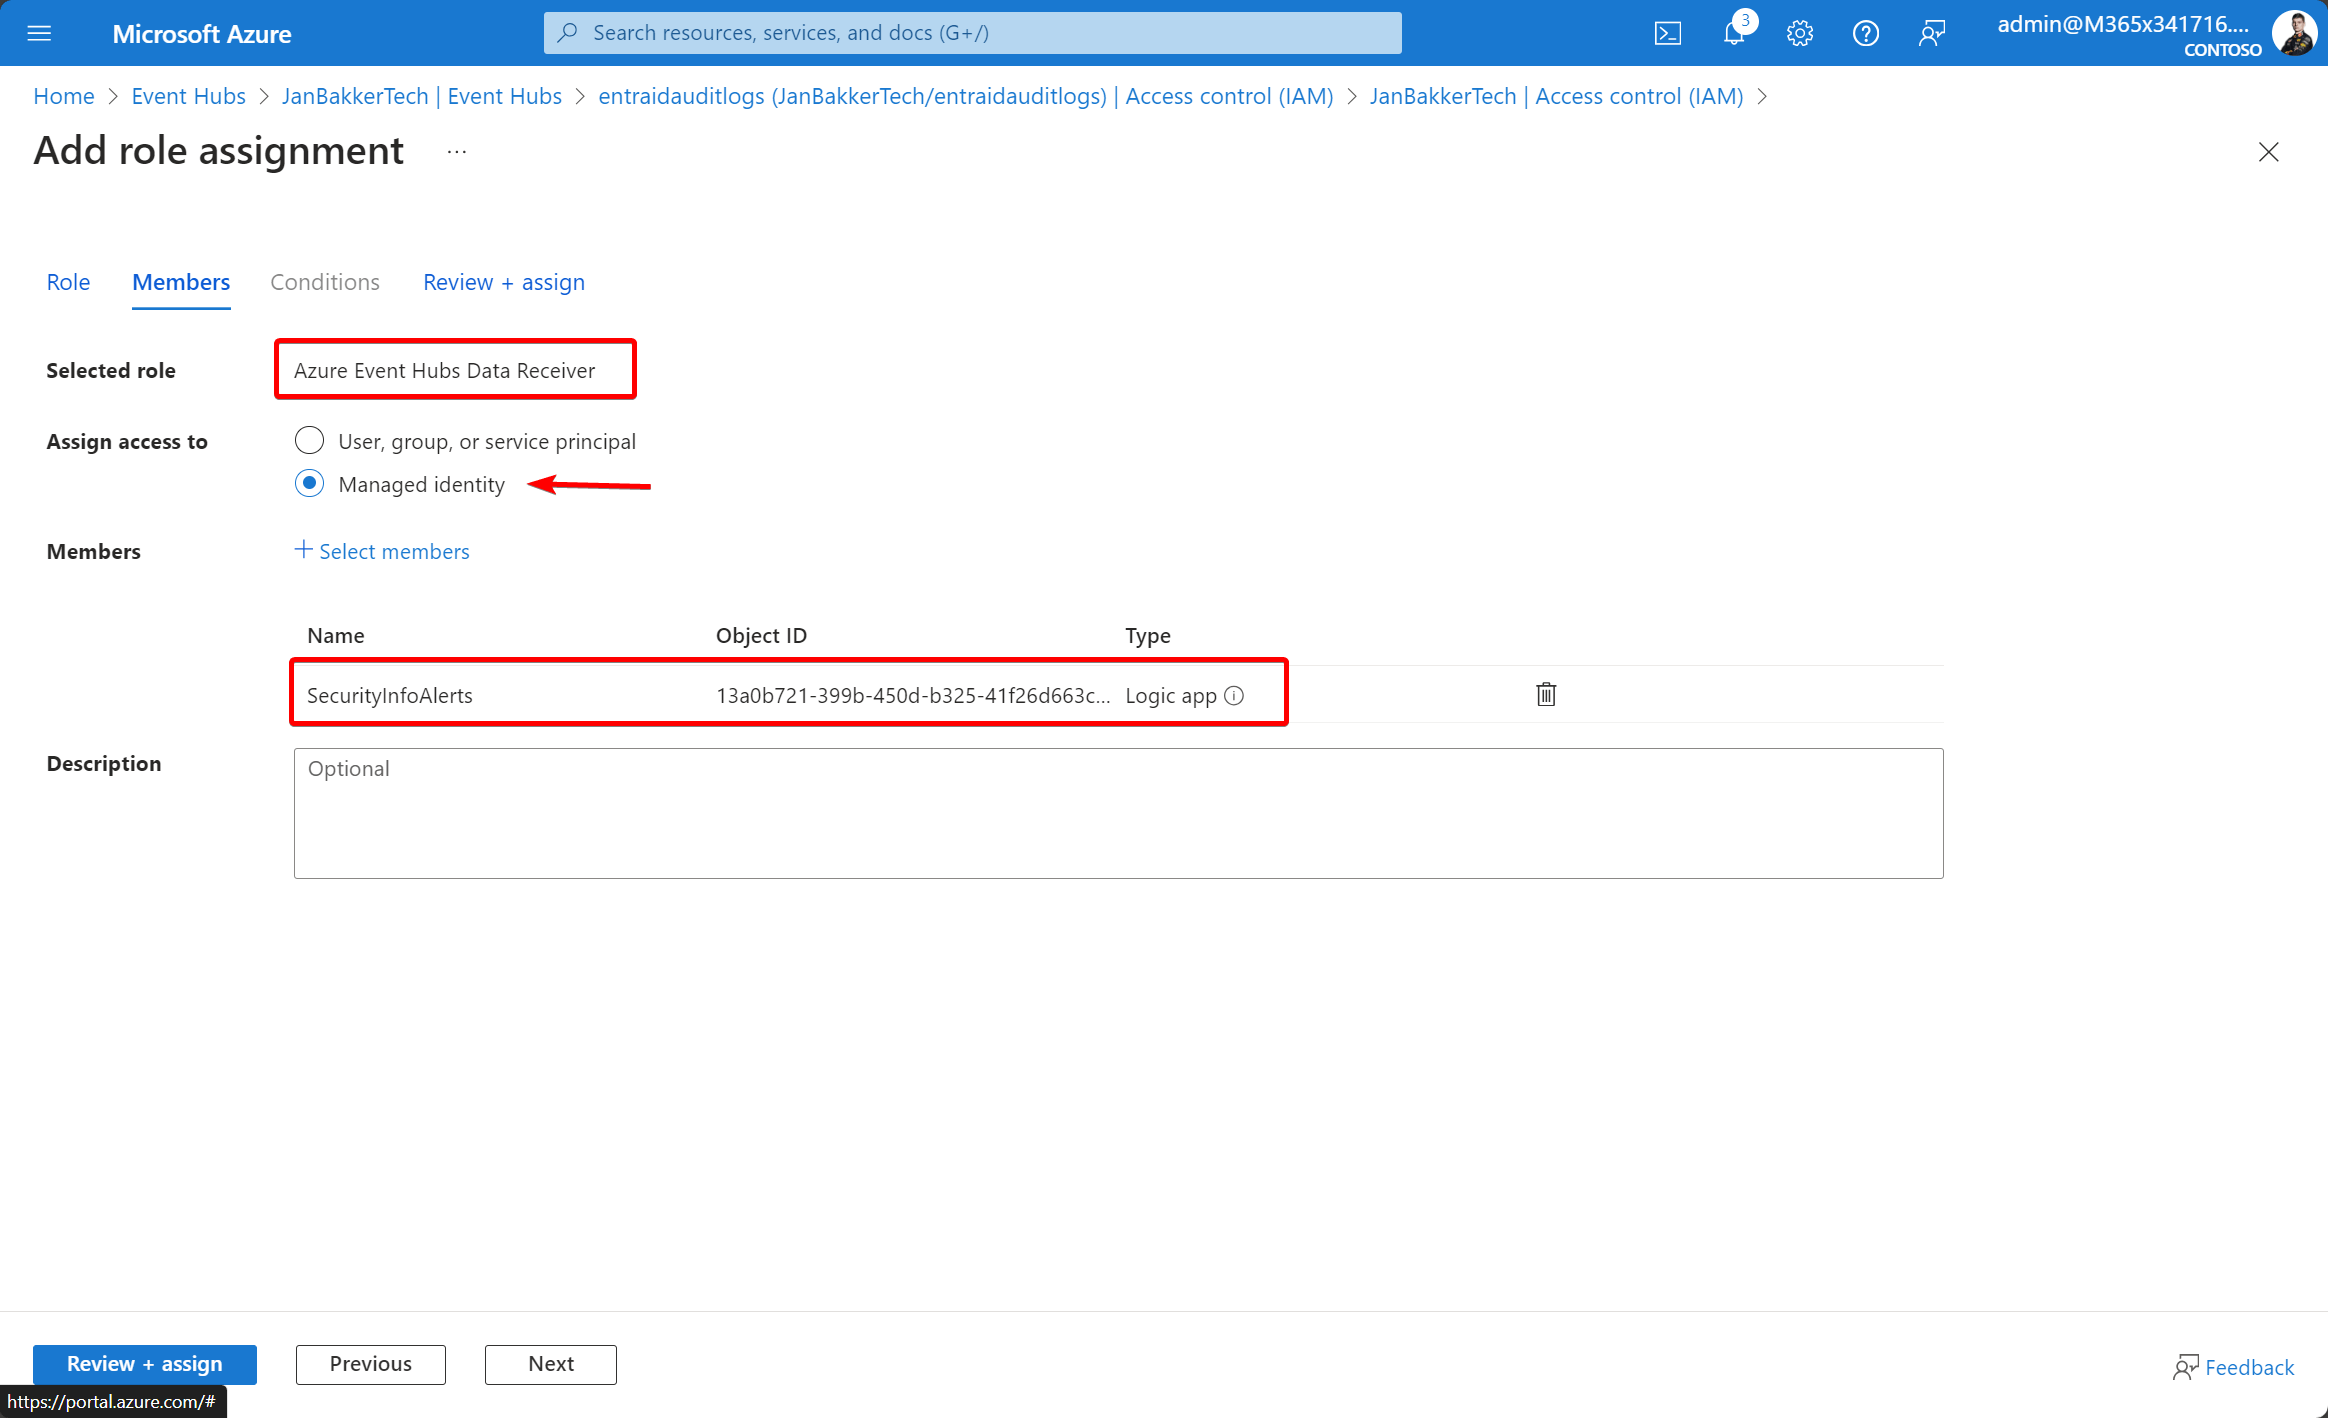 Microsoft Azure
Search resources, services, and docs (G+/)
3
admin@M365x341716....
CONTOSO
Home > Event Hubs > JanBakkerTech | Event Hubs > entraidauditlogs (JanBakkerTech/entraidauditlogs) | Access control (IAM) > JanBakkerTech | Access control (IAM) >
Add role assignment ...
Role Members Conditions Review + assign
Selected role Azure Event Hubs Data Receiver
Assign access to User, group, or service principal
Managed identity
Members + Select members
Name Object ID Type
SecurityInfoAlerts 13a0b721-399b-450d-b325-41f26d663c... Logic app
Description Optional
Review + assign Previous Next Feedback
https://portal.azure.com/#